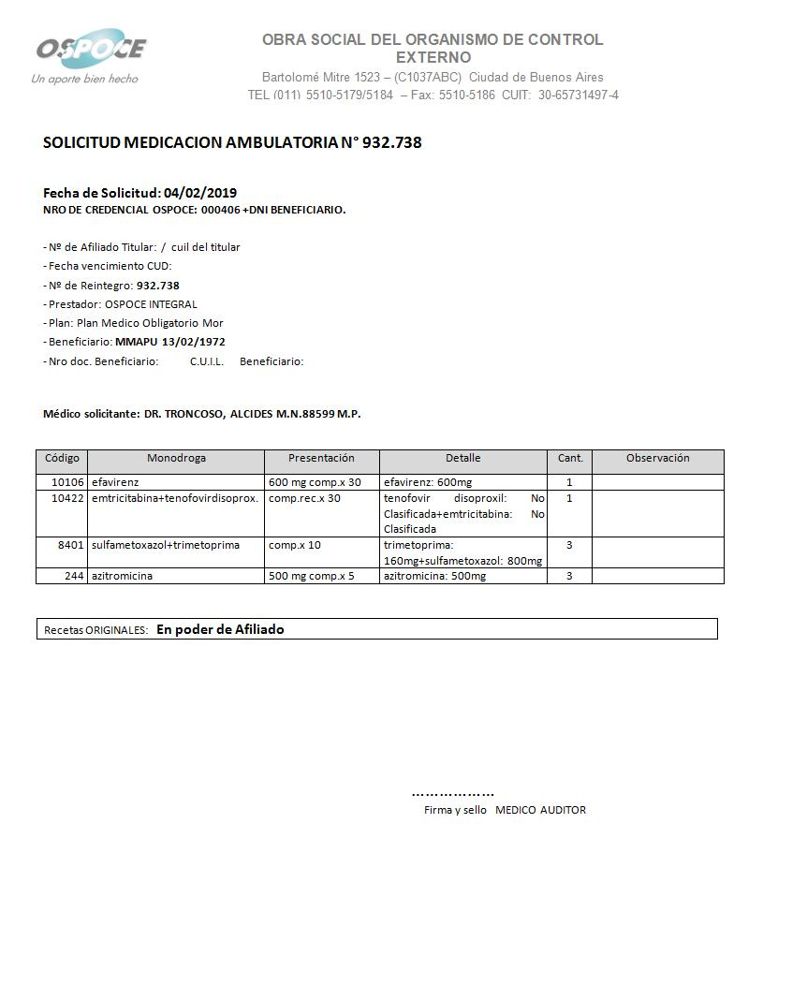 OSPOCE
Un aporte bien hecho
OBRA SOCIAL DEL ORGANISMO DE CONTROL
EXTERNO
Bartolomé Mitre 1523 – (C1037ABC) Ciudad de Buenos Aires
TEL (011) 5510-5179/5184 – Fax: 5510-5186 CUIT: 30-65731497-4
SOLICITUD MEDICACION AMBULATORIA N° 932.738
Fecha de Solicitud: 04/02/2019
NRO DE CREDENCIAL OSPOCE: 000406 +DNI BENEFICIARIO.
- Nº de Afiliado Titular: / cuil del titular
- Fecha vencimiento CUD:
- Nº de Reintegro: 932.738
- Prestador: OSPOCE INTEGRAL
- Plan: Plan Medico Obligatorio Mor
- Beneficiario: MMAPU 13/02/1972
- Nro doc. Beneficiario: C.U.I.L. Beneficiario:
Médico solicitante: DR. TRONCOSO, ALCIDES M.N.88599 M.P.
Código Monodroga Presentación Detalle Cant. Observación
10106 efavirenz 600 mg comp.x 30 efavirenz: 600mg 1
10422 emtricitabina+tenofovirdisoprox. comp.rec.x 30 tenofovir disoproxil: No 1
Clasificada+emtricitabina: No
Clasificada
8401 sulfametoxazol+trimetoprima comp.x 10 trimetoprima: 3
160mg+sulfametoxazol: 800mg
244 azitromicina 500 mg comp.x 5 azitromicina: 500mg 3
Recetas ORIGINALES: En poder de Afiliado
………………
Firma y sello MEDICO AUDITOR